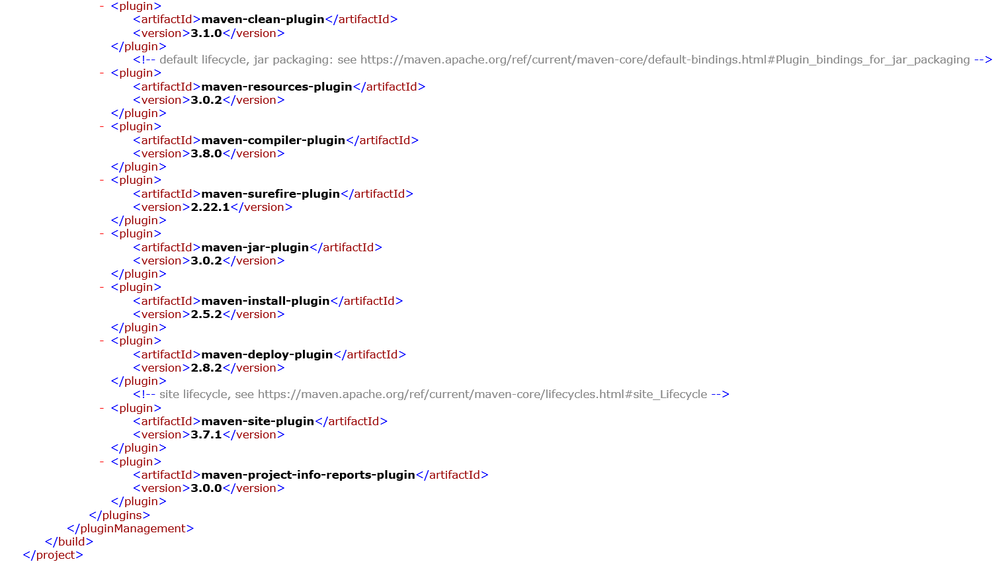 - <plugin>
<artifactId>maven-clean-plugin</artifactId>
<version>3.1.0</version>
</plugin>
<!-- default lifecycle, jar packaging: see https://maven.apache.org/ref/current/maven-core/default-bindings.html#Plugin_bindings_for_jar_packaging -->
- <plugin>
<artifactId>maven-resources-plugin</artifactId>
<version>3.0.2</version>
</plugin>
- <plugin>
<artifactId>maven-compiler-plugin</artifactId>
<version>3.8.0</version>
</plugin>
- <plugin>
<artifactId>maven-surefire-plugin</artifactId>
<version>2.22.1</version>
</plugin>
- <plugin>
<artifactId>maven-jar-plugin</artifactId>
<version>3.0.2</version>
</plugin>
- <plugin>
<artifactId>maven-install-plugin</artifactId>
<version>2.5.2</version>
</plugin>
- <plugin>
<artifactId>maven-deploy-plugin</artifactId>
<version>2.8.2</version>
</plugin>
<!-- site lifecycle, see https://maven.apache.org/ref/current/maven-core/lifecycles.html#site_Lifecycle -->
- <plugin>
<artifactId>maven-site-plugin</artifactId>
<version>3.7.1</version>
</plugin>
- <plugin>
<artifactId>maven-project-info-reports-plugin</artifactId>
<version>3.0.0</version>
</plugin>
</plugins>
</pluginManagement>
</build>
</project>